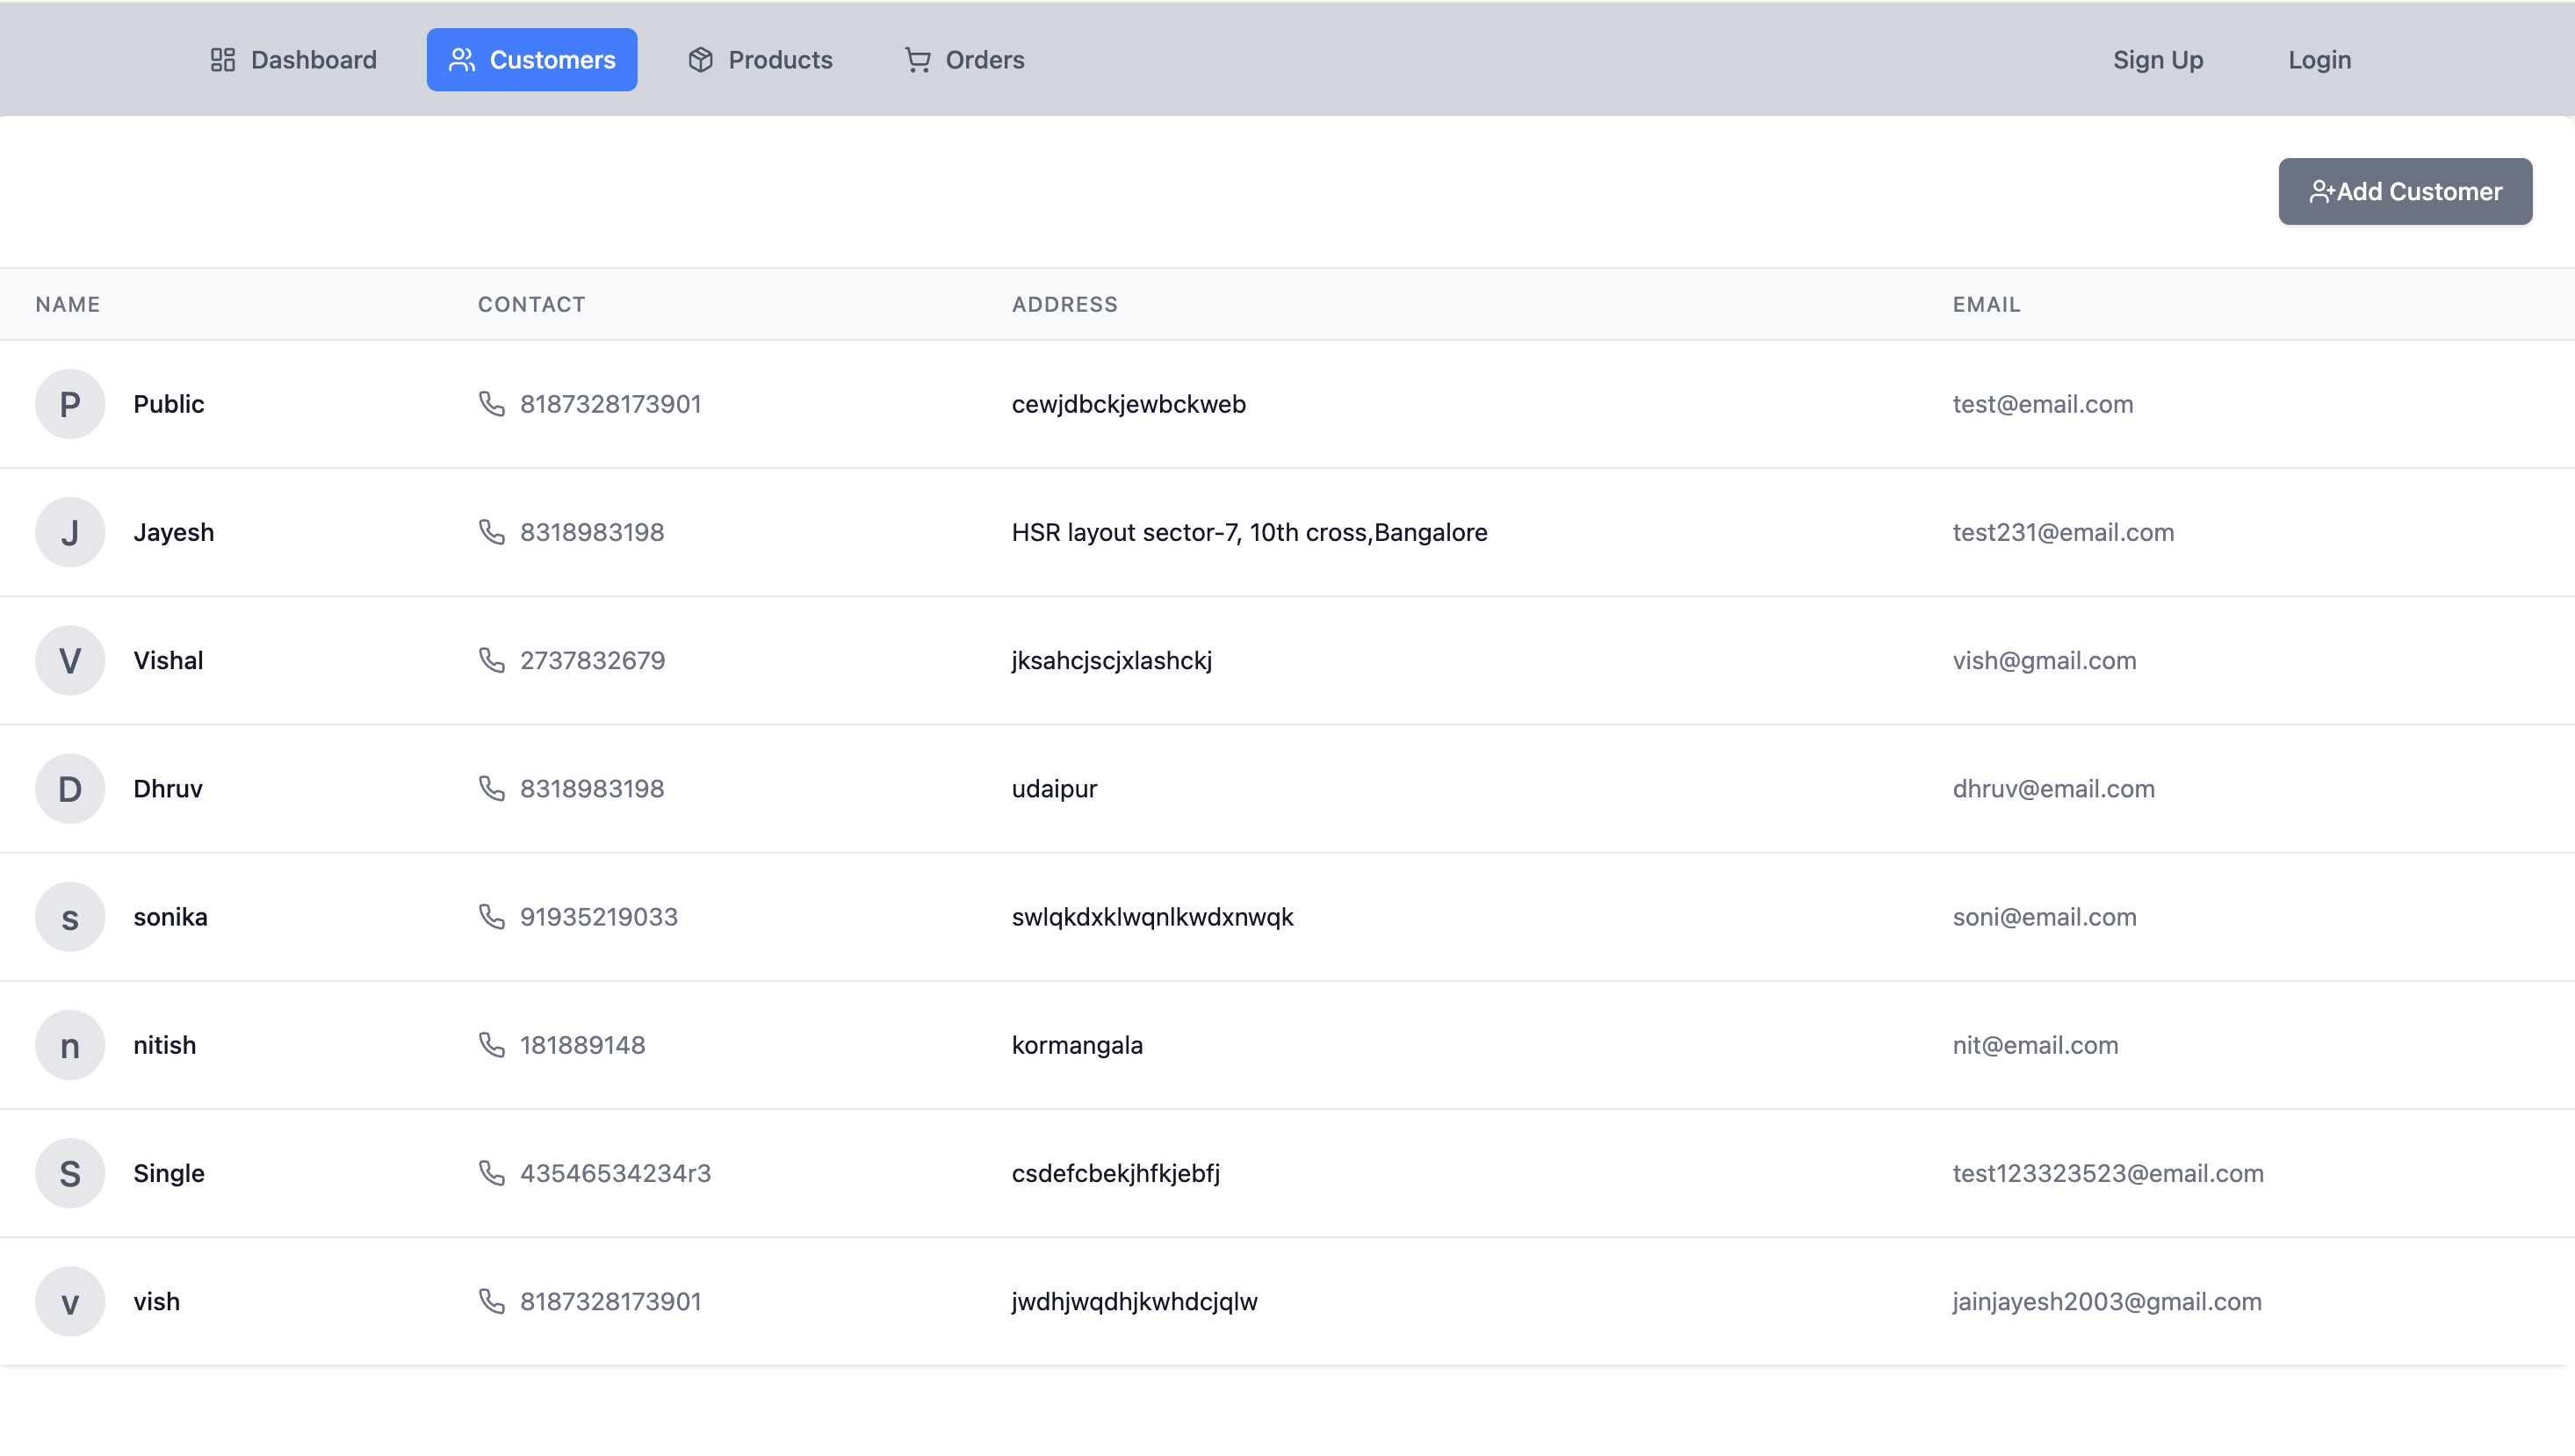 Dashboard Customers Products Orders Sign Up Login
Add Customer
NAME CONTACT ADDRESS EMAIL
P Public 8187328173901 cewjdbckjewbckweb test@email.com
J Jayesh 8318983198 HSR layout sector-7, 10th cross,Bangalore test231@email.com
V Vishal 2737832679 jksahcjscjxlashckj vish@gmail.com
D Dhruv 8318983198 udaipur dhruv@email.com
s sonika 91935219033 swlqkdxklwqnlkwdxnwqk soni@email.com
n nitish 181889148 kormangala nit@email.com
S Single 43546534234r3 csdefcbekjhfkjebfj test123323523@email.com
v vish 8187328173901 jwdhjwqdhjkwhdcjqlw jainjayesh2003@gmail.com